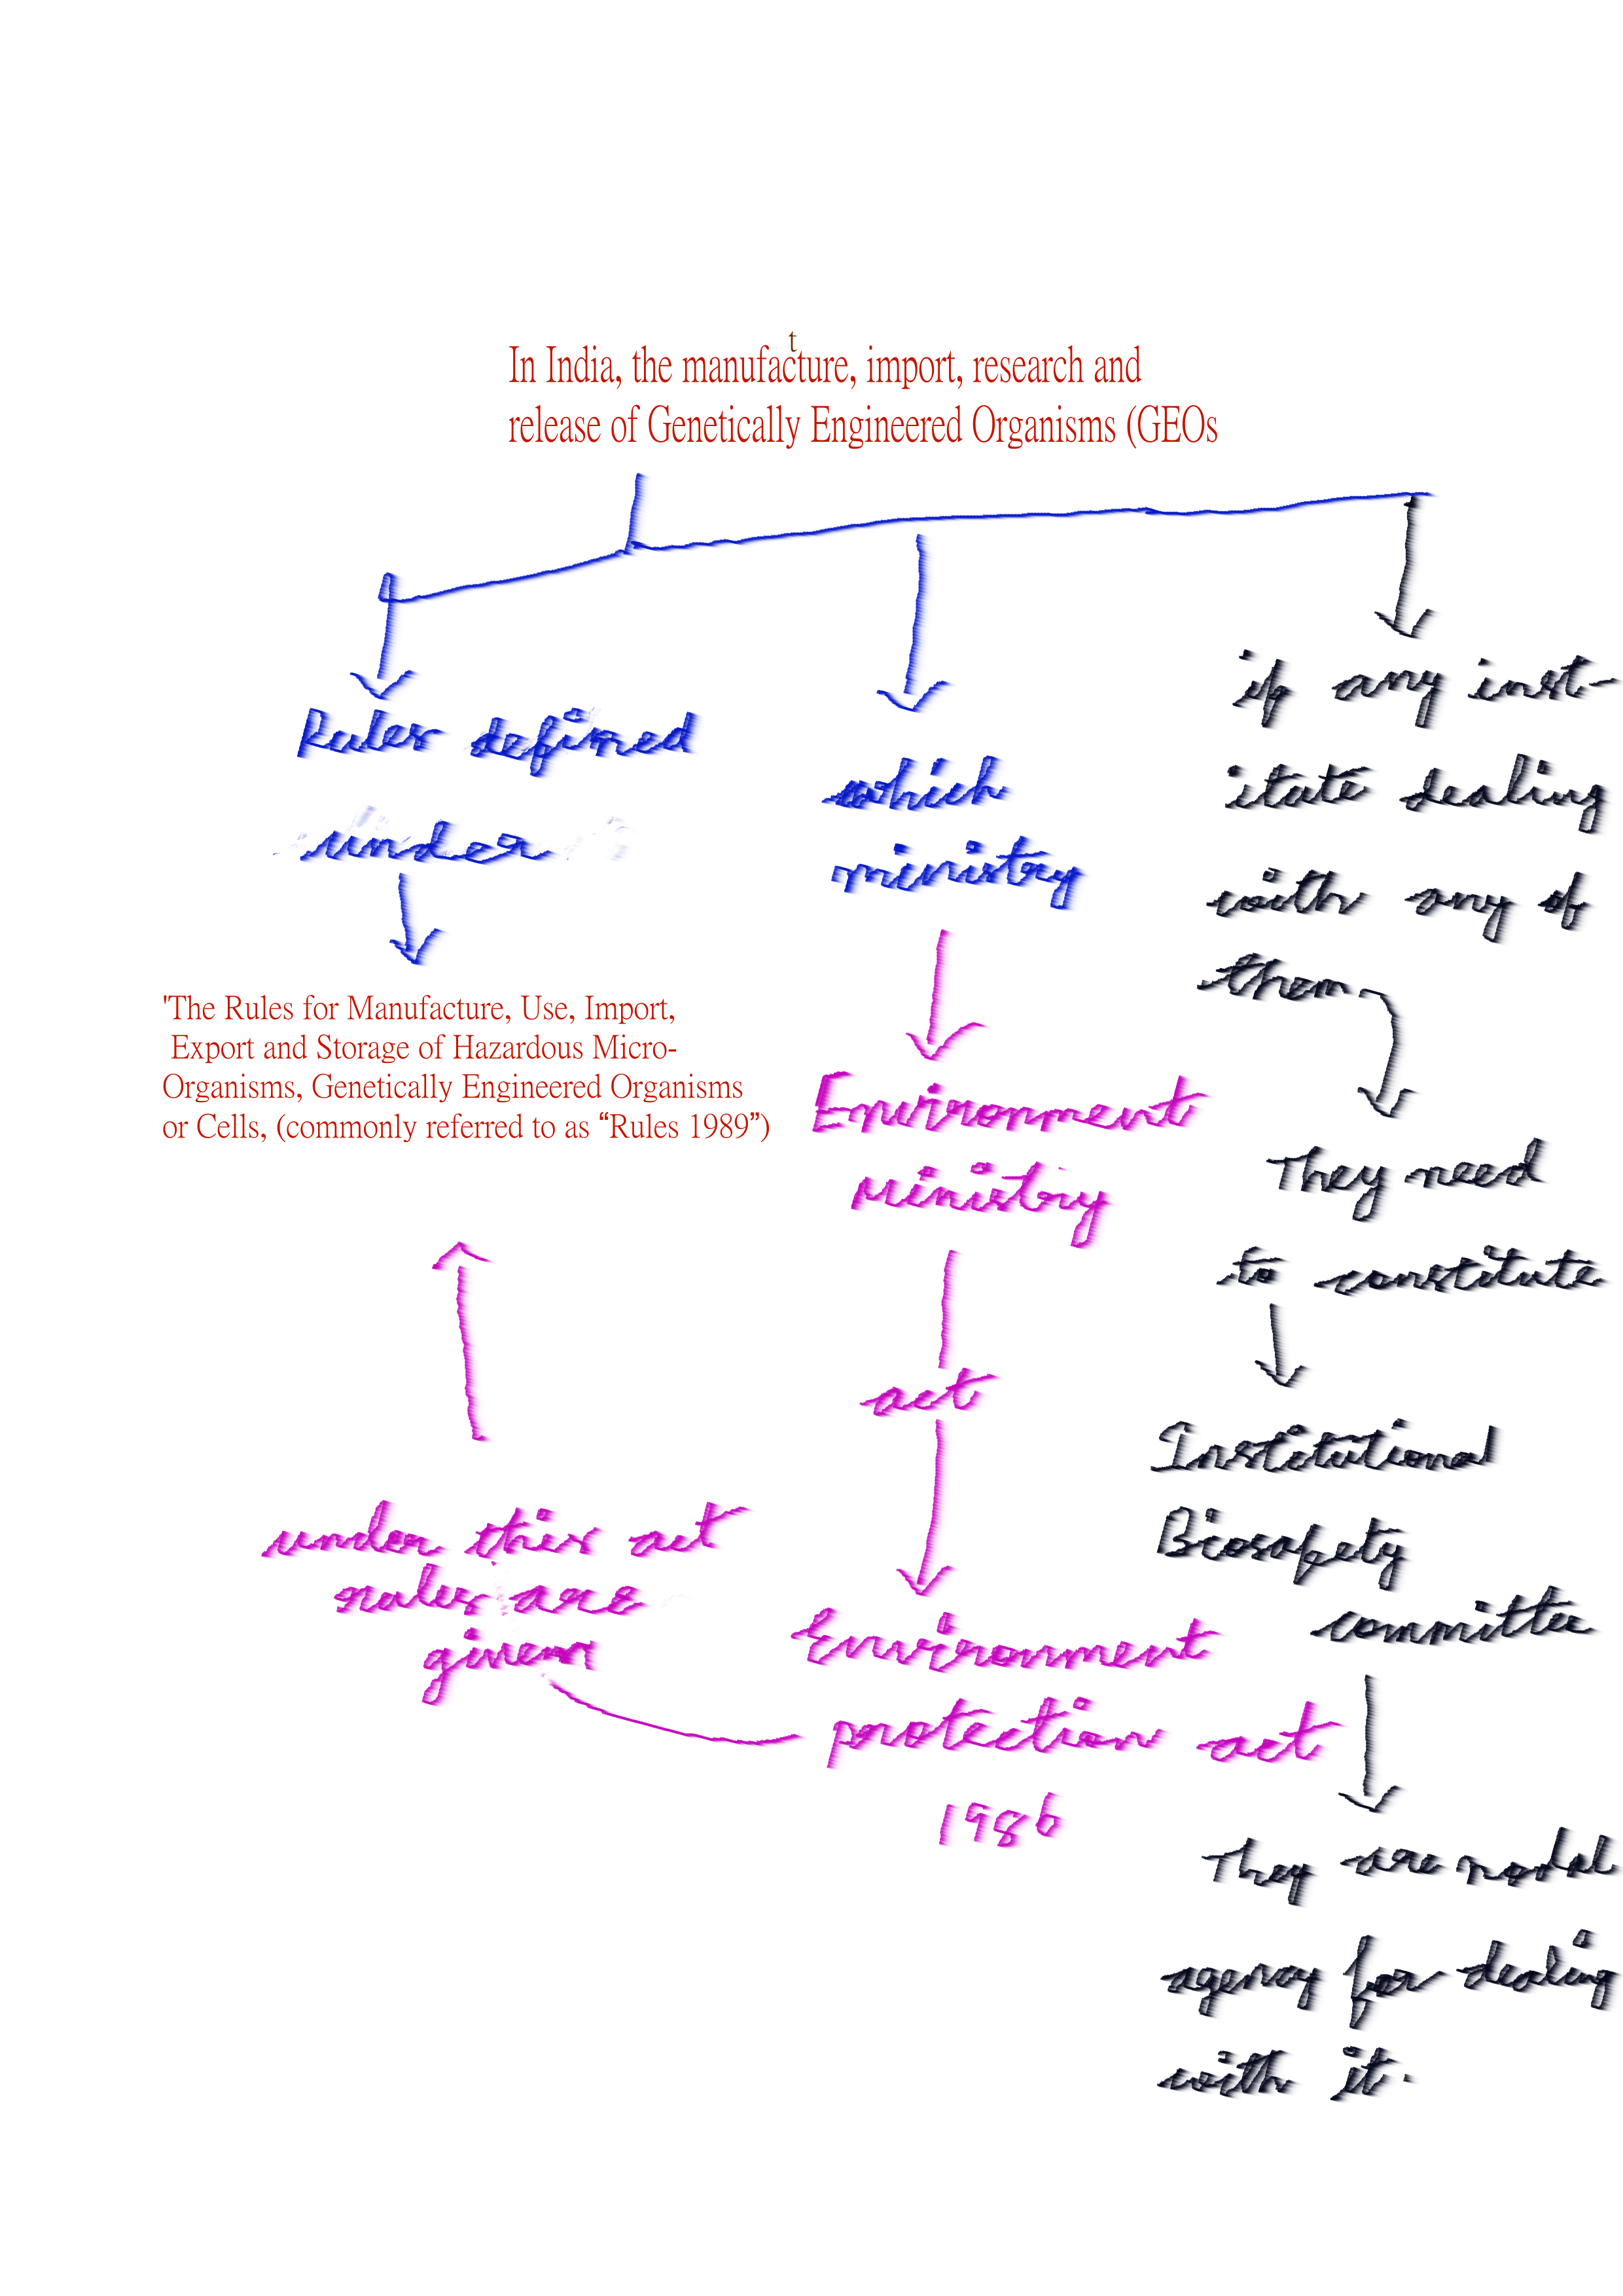 t
In India, the manufacture, import, research and
release of Genetically Engineered Organisms (GEOs
Rules defined
under
'The Rules for Manufacture, Use, Import,
Export and Storage of Hazardous Micro-
Organisms, Genetically Engineered Organisms
or Cells, (commonly referred to as “Rules 1989”)
which
ministry
Environment
Ministry
act
Environment
protection act
1986
under this act
rules are
given
if any inst-
itute dealing
with any of
them
They need
to constitute
Institutional
Biosafety
committee
They are nodal
agency for dealing
with it.